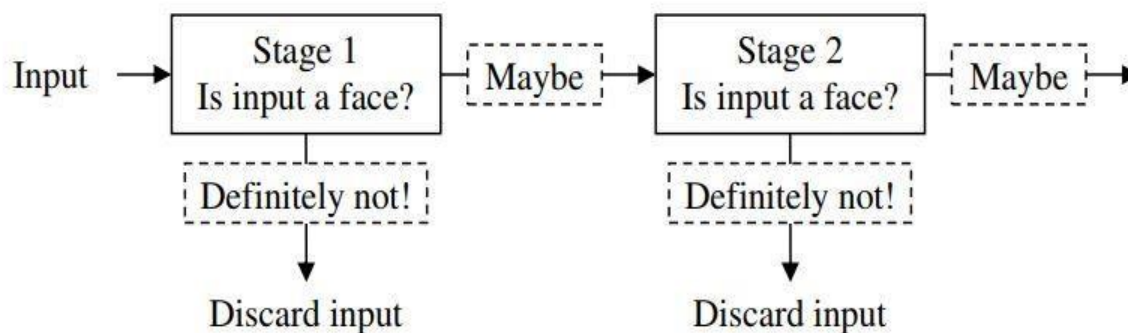 Input
Stage 1
Is input a face?
Maybe
Stage 2
Is input a face?
Maybe
Definitely not!
Definitely not!
Discard input
Discard input